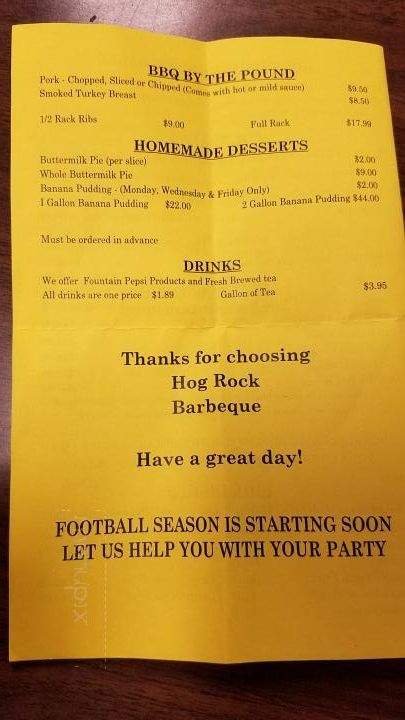 BBQ BY THE POUND
Pork - Chopped, Sliced or Chipped (Comes with hot or mild sauce) $9.50
Smoked Turkey Breast $8.50
1/2 Rack Ribs $9.00 Full Rack $17.99
HOMEMADE DESSERTS
Buttermilk Pie (per slice) $2.00
Whole Buttermilk Pie $9.00
Banana Pudding - (Monday, Wednesday & Friday Only) $2.00
1 Gallon Banana Pudding $22.00 2 Gallon Banana Pudding $44.00
Must be ordered in advance
DRINKS
We offer Fountain Pepsi Products and Fresh Brewed tea
All drinks are one price $1.89 Gallon of Tea $3.95
Thanks for choosing
Hog Rock
Barbeque
Have a great day!
FOOTBALL SEASON IS STARTING SOON
LET US HELP YOU WITH YOUR PARTY